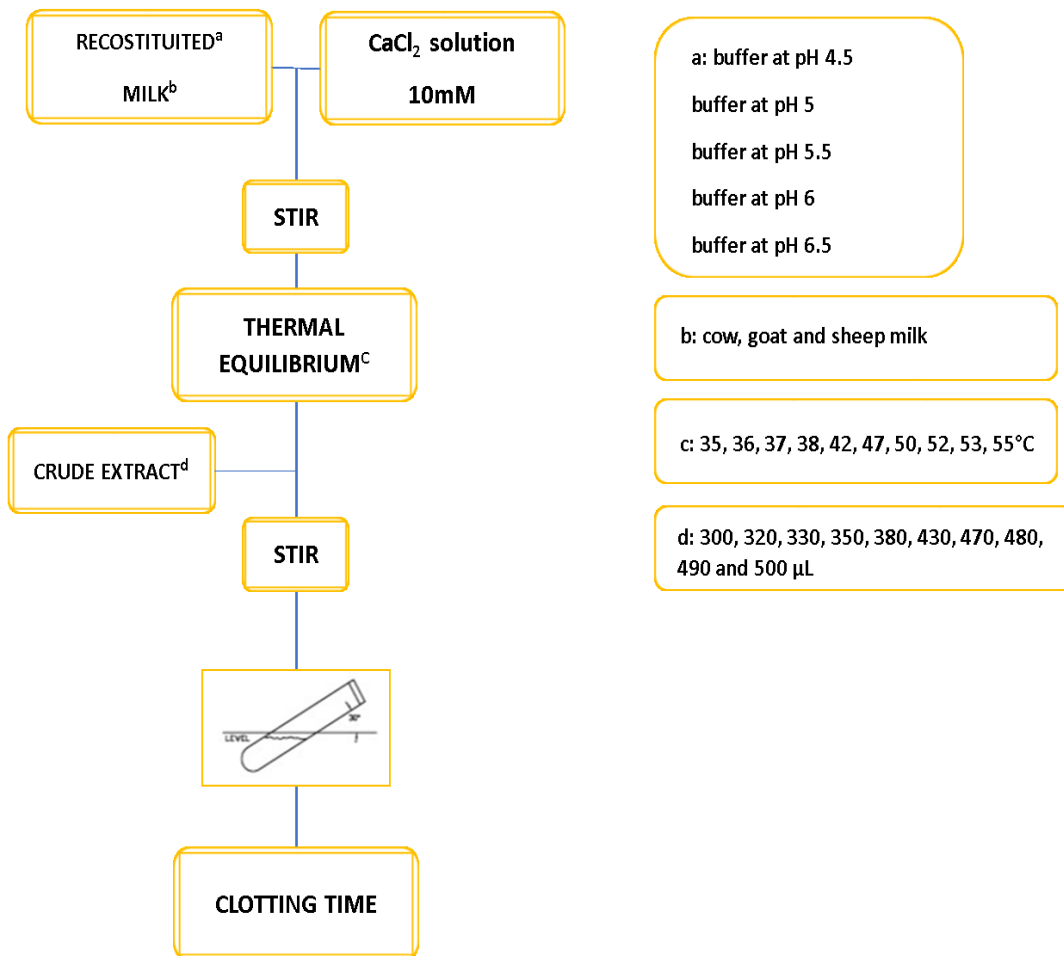 RECOSTITUITEDᵃ
MILKᵇ
CaCl₂ solution
10mM
STIR
THERMAL
EQUILIBRIUMᶜ
CRUDE EXTRACTᵈ
STIR
30°
LEVEL
CLOTTING TIME
a: buffer at pH 4.5
buffer at pH 5
buffer at pH 5.5
buffer at pH 6
buffer at pH 6.5
b: cow, goat and sheep milk
c: 35, 36, 37, 38, 42, 47, 50, 52, 53, 55°C
d: 300, 320, 330, 350, 380, 430, 470, 480,
490 and 500 µL